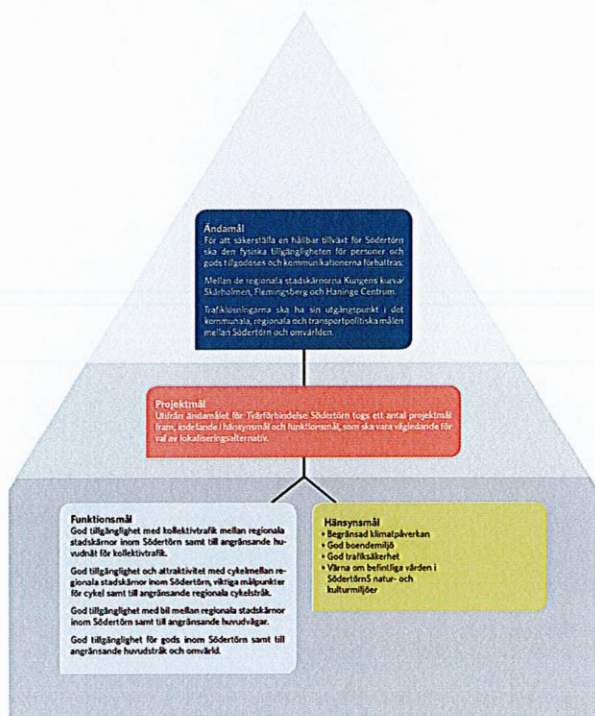 Ändamål
För att säkerställa en hållbar tillväxt för Södertörn
ska den fysiska tillgängligheten för personer och
gods tillgodoses och kommunikationerna förbättras:
Mellan de regionala stadskärnorna Kungens kurva/
Skärholmen, Flemingsberg och Haninge Centrum.
Trafiklösningarna ska ha sin utgångspunkt i det
kommunala, regionala och transportpolitiska målen
mellan Södertörn och omvärlden.
Projektmål
Utifrån ändamålet för Tvärförbindelse Södertörn togs ett antal projektmål
fram, indelande i hänsynsmål och funktionsmål, som ska vara vägledande för
val av lokaliseringsalternativ.
Funktionsmål
God tillgänglighet med kollektivtrafik mellan regionala
stadskärnor inom Södertörn samt till angränsande hu-
vudnät för kollektivtrafik.
God tillgänglighet och attraktivitet med cykelmellan re-
gionala stadskärnor inom Södertörn, viktiga målpunkter
för cykel samt till angränsande regionala cykelstråk.
God tillgänglighet med bil mellan regionala stadskärnor
inom Södertörn samt till angränsande huvudvägar.
God tillgänglighet för gods inom Södertörn samt till
angränsande huvudstråk och omvärld.
Hänsynsmål
• Begränsad klimatpåverkan
• God boendemiljö
• God trafiksäkerhet
• Värna om befintliga värden i
SödertörnS natur- och
kulturmiljöer